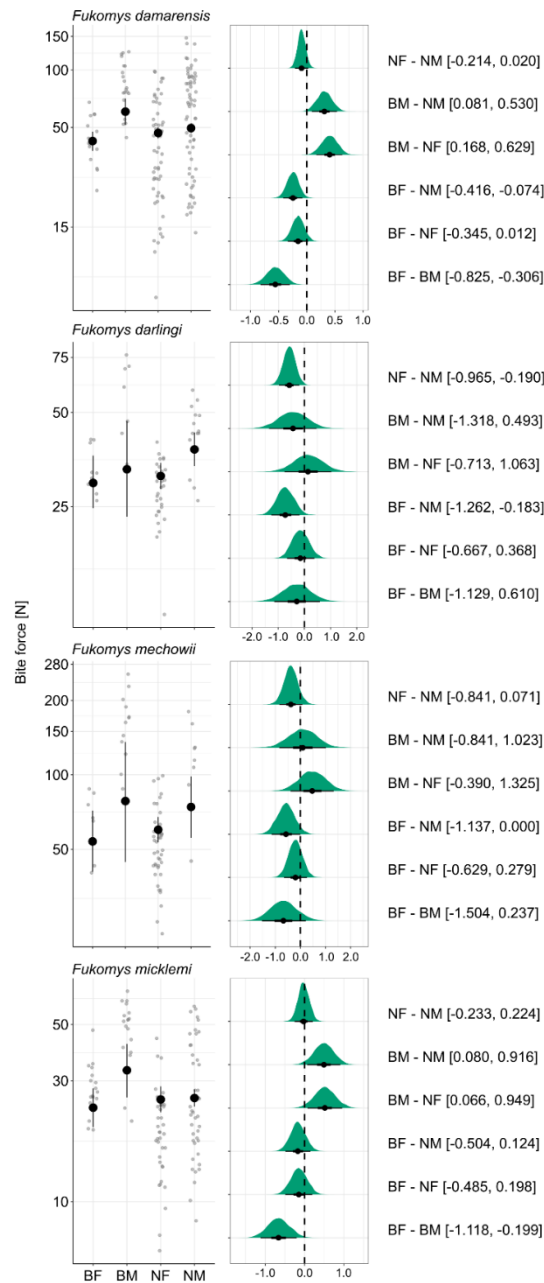 Fukomys damarensis
150
100
50
15
NF - NM [-0.214, 0.020]
BM - NM [0.081, 0.530]
BM - NF [0.168, 0.629]
BF - NM [-0.416, -0.074]
BF - NF [-0.345, 0.012]
BF - BM [-0.825, -0.306]
-1.0 -0.5 0.0 0.5 1.0
Fukomys darlingi
75
50
25
NF - NM [-0.965, -0.190]
BM - NM [-1.318, 0.493]
BM - NF [-0.713, 1.063]
BF - NM [-1.262, -0.183]
BF - NF [-0.667, 0.368]
BF - BM [-1.129, 0.610]
-2.0 -1.0 0.0 1.0 2.0
Bite force [N]
Fukomys mechowii
280
200
150
100
50
NF - NM [-0.841, 0.071]
BM - NM [-0.841, 1.023]
BM - NF [-0.390, 1.325]
BF - NM [-1.137, 0.000]
BF - NF [-0.629, 0.279]
BF - BM [-1.504, 0.237]
-2.0 -1.0 0.0 1.0 2.0
Fukomys micklemi
50
30
10
NF - NM [-0.233, 0.224]
BM - NM [0.080, 0.916]
BM - NF [0.066, 0.949]
BF - NM [-0.504, 0.124]
BF - NF [-0.485, 0.198]
BF - BM [-1.118, -0.199]
BF BM NF NM
-1.0 0.0 1.0